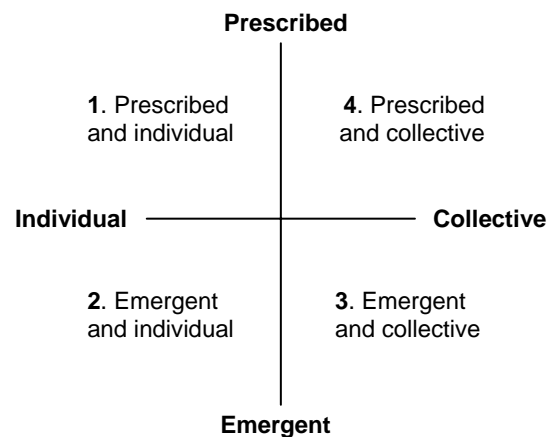 Prescribed
1. Prescribed
and individual
4. Prescribed
and collective
Individual
Collective
2. Emergent
and individual
3. Emergent
and collective
Emergent